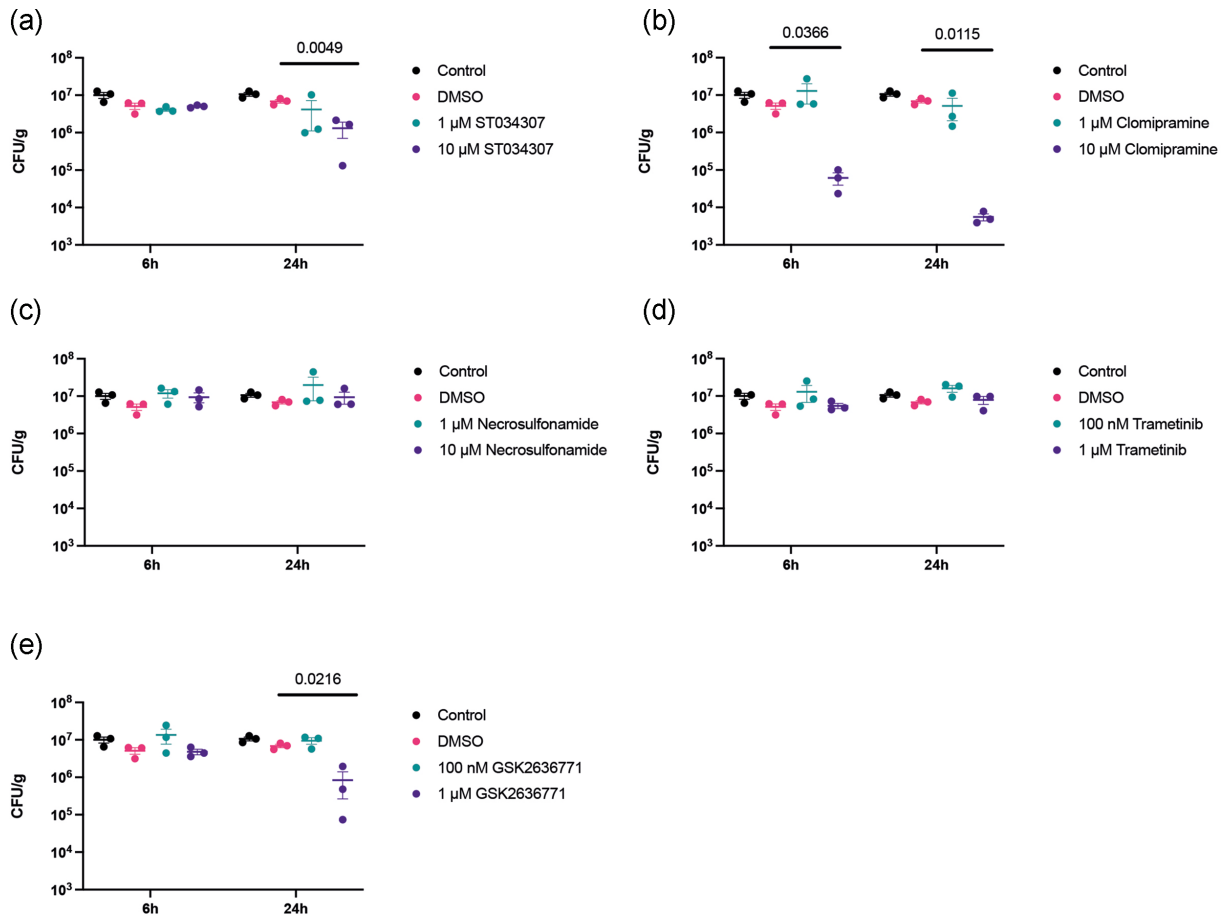 (a)
0.0049
10⁸
10⁷
10⁶
10⁵
10⁴
10³
CFU/g
6h
24h
Control
DMSO
1 µM ST034307
10 µM ST034307
(b)
0.0366
0.0115
10⁸
10⁷
10⁶
10⁵
10⁴
10³
CFU/g
6h
24h
Control
DMSO
1 µM Clomipramine
10 µM Clomipramine
(c)
10⁸
10⁷
10⁶
10⁵
10⁴
10³
CFU/g
6h
24h
Control
DMSO
1 µM Necrosulfonamide
10 µM Necrosulfonamide
(d)
10⁸
10⁷
10⁶
10⁵
10⁴
10³
CFU/g
6h
24h
Control
DMSO
100 nM Trametinib
1 µM Trametinib
(e)
0.0216
10⁸
10⁷
10⁶
10⁵
10⁴
10³
CFU/g
6h
24h
Control
DMSO
100 nM GSK2636771
1 µM GSK2636771